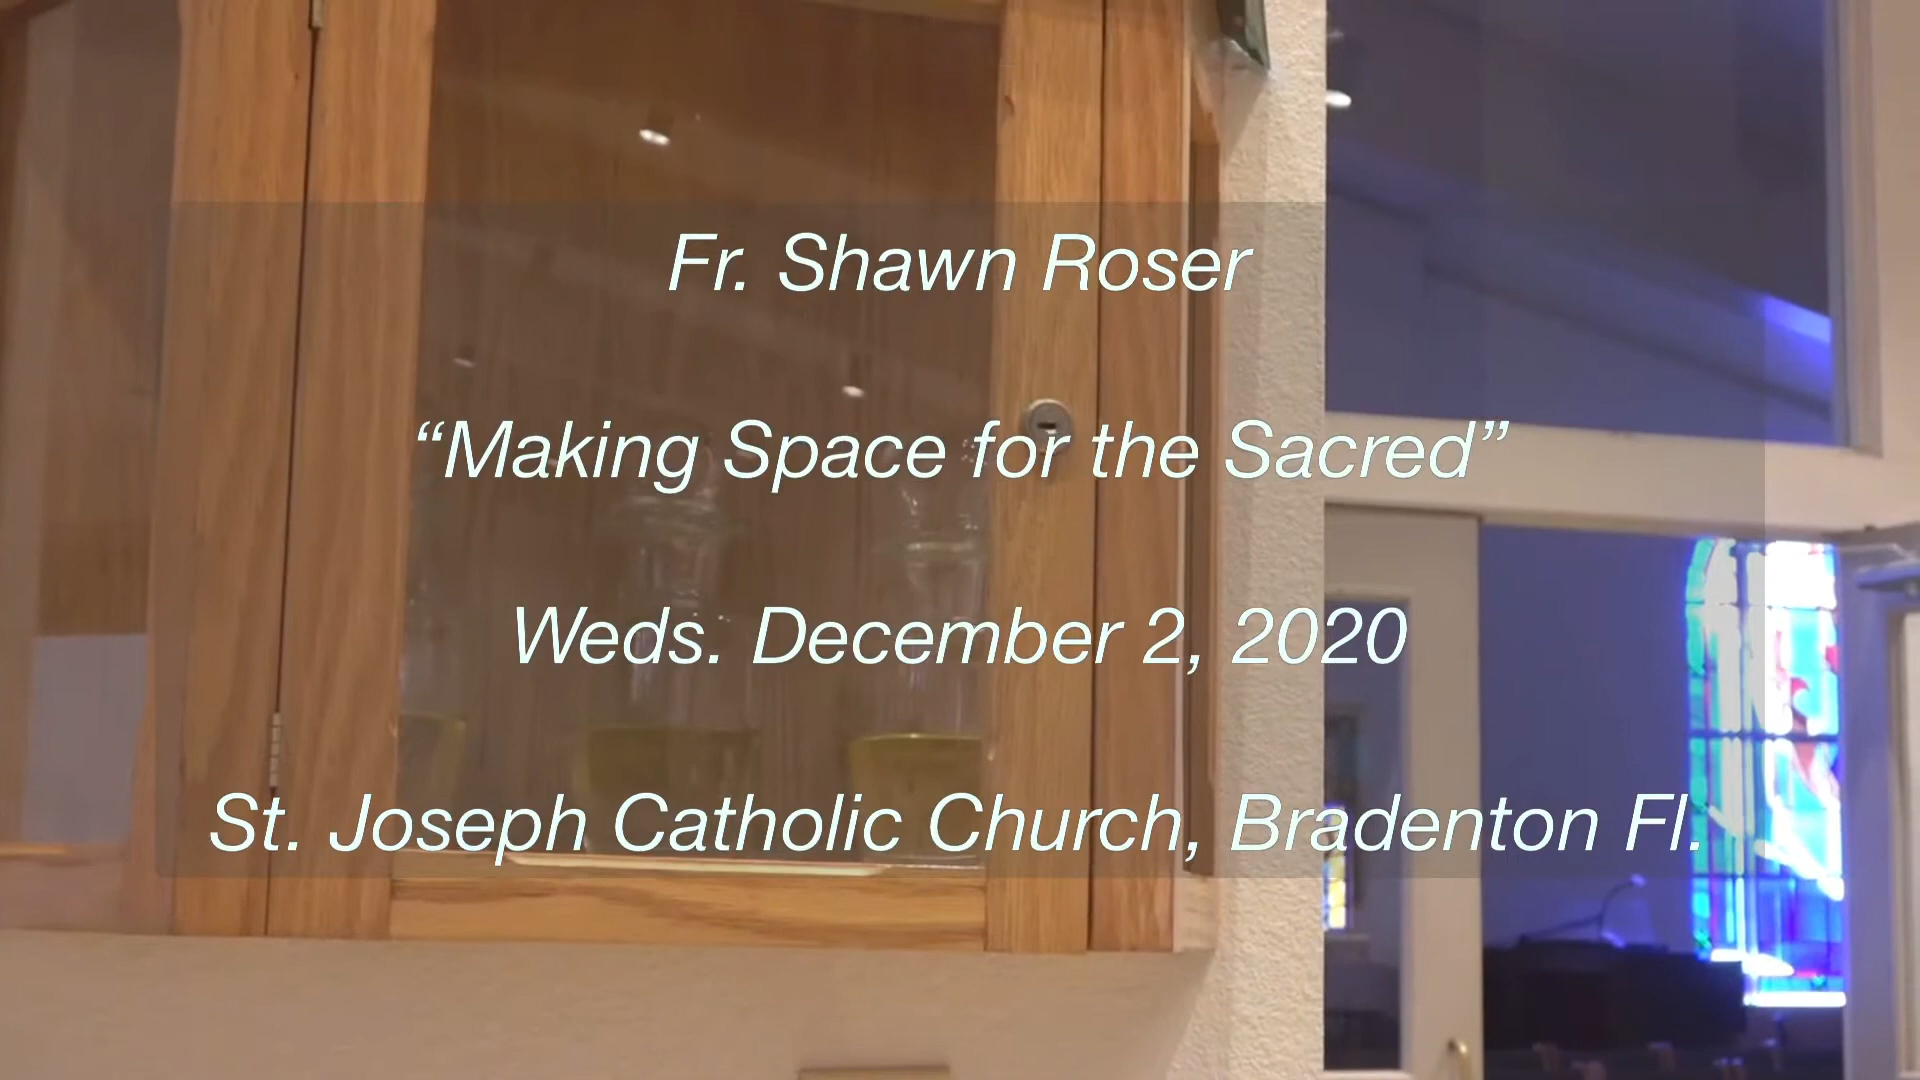 Fr. Shawn Roser
“Making Space for the Sacred”
Weds. December 2, 2020
St. Joseph Catholic Church, Bradenton Fl.